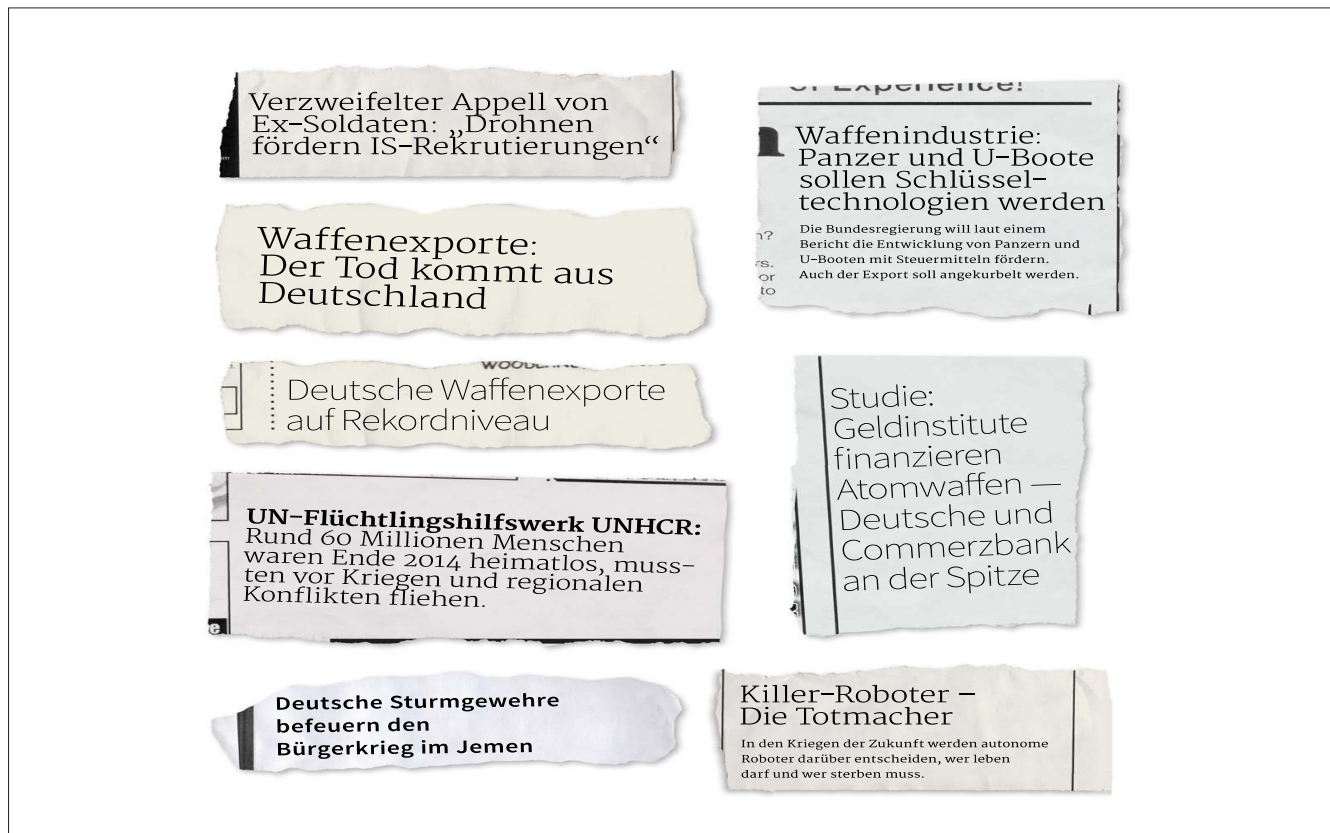 Verzweifelter Appell von
Ex-Soldaten: „Drohnen
fördern IS-Rekrutierungen“
Waffenexporte:
Der Tod kommt aus
Deutschland
Deutsche Waffenexporte
auf Rekordniveau
UN-Flüchtlingshilfswerk UNHCR:
Rund 60 Millionen Menschen
waren Ende 2014 heimatlos, muss-
ten vor Kriegen und regionalen
Konflikten fliehen.
Deutsche Sturmgewehre
befeuern den
Bürgerkrieg im Jemen
of Experience!
Waffenindustrie:
Panzer und U-Boote
sollen Schlüssel-
technologien werden
Die Bundesregierung will laut einem
Bericht die Entwicklung von Panzern und
U-Booten mit Steuermitteln fördern.
Auch der Export soll angekurbelt werden.
Studie:
Geldinstitute
finanzieren
Atomwaffen —
Deutsche und
Commerzbank
an der Spitze
Killer-Roboter –
Die Totmacher
In den Kriegen der Zukunft werden autonome
Roboter darüber entscheiden, wer leben
darf und wer sterben muss.